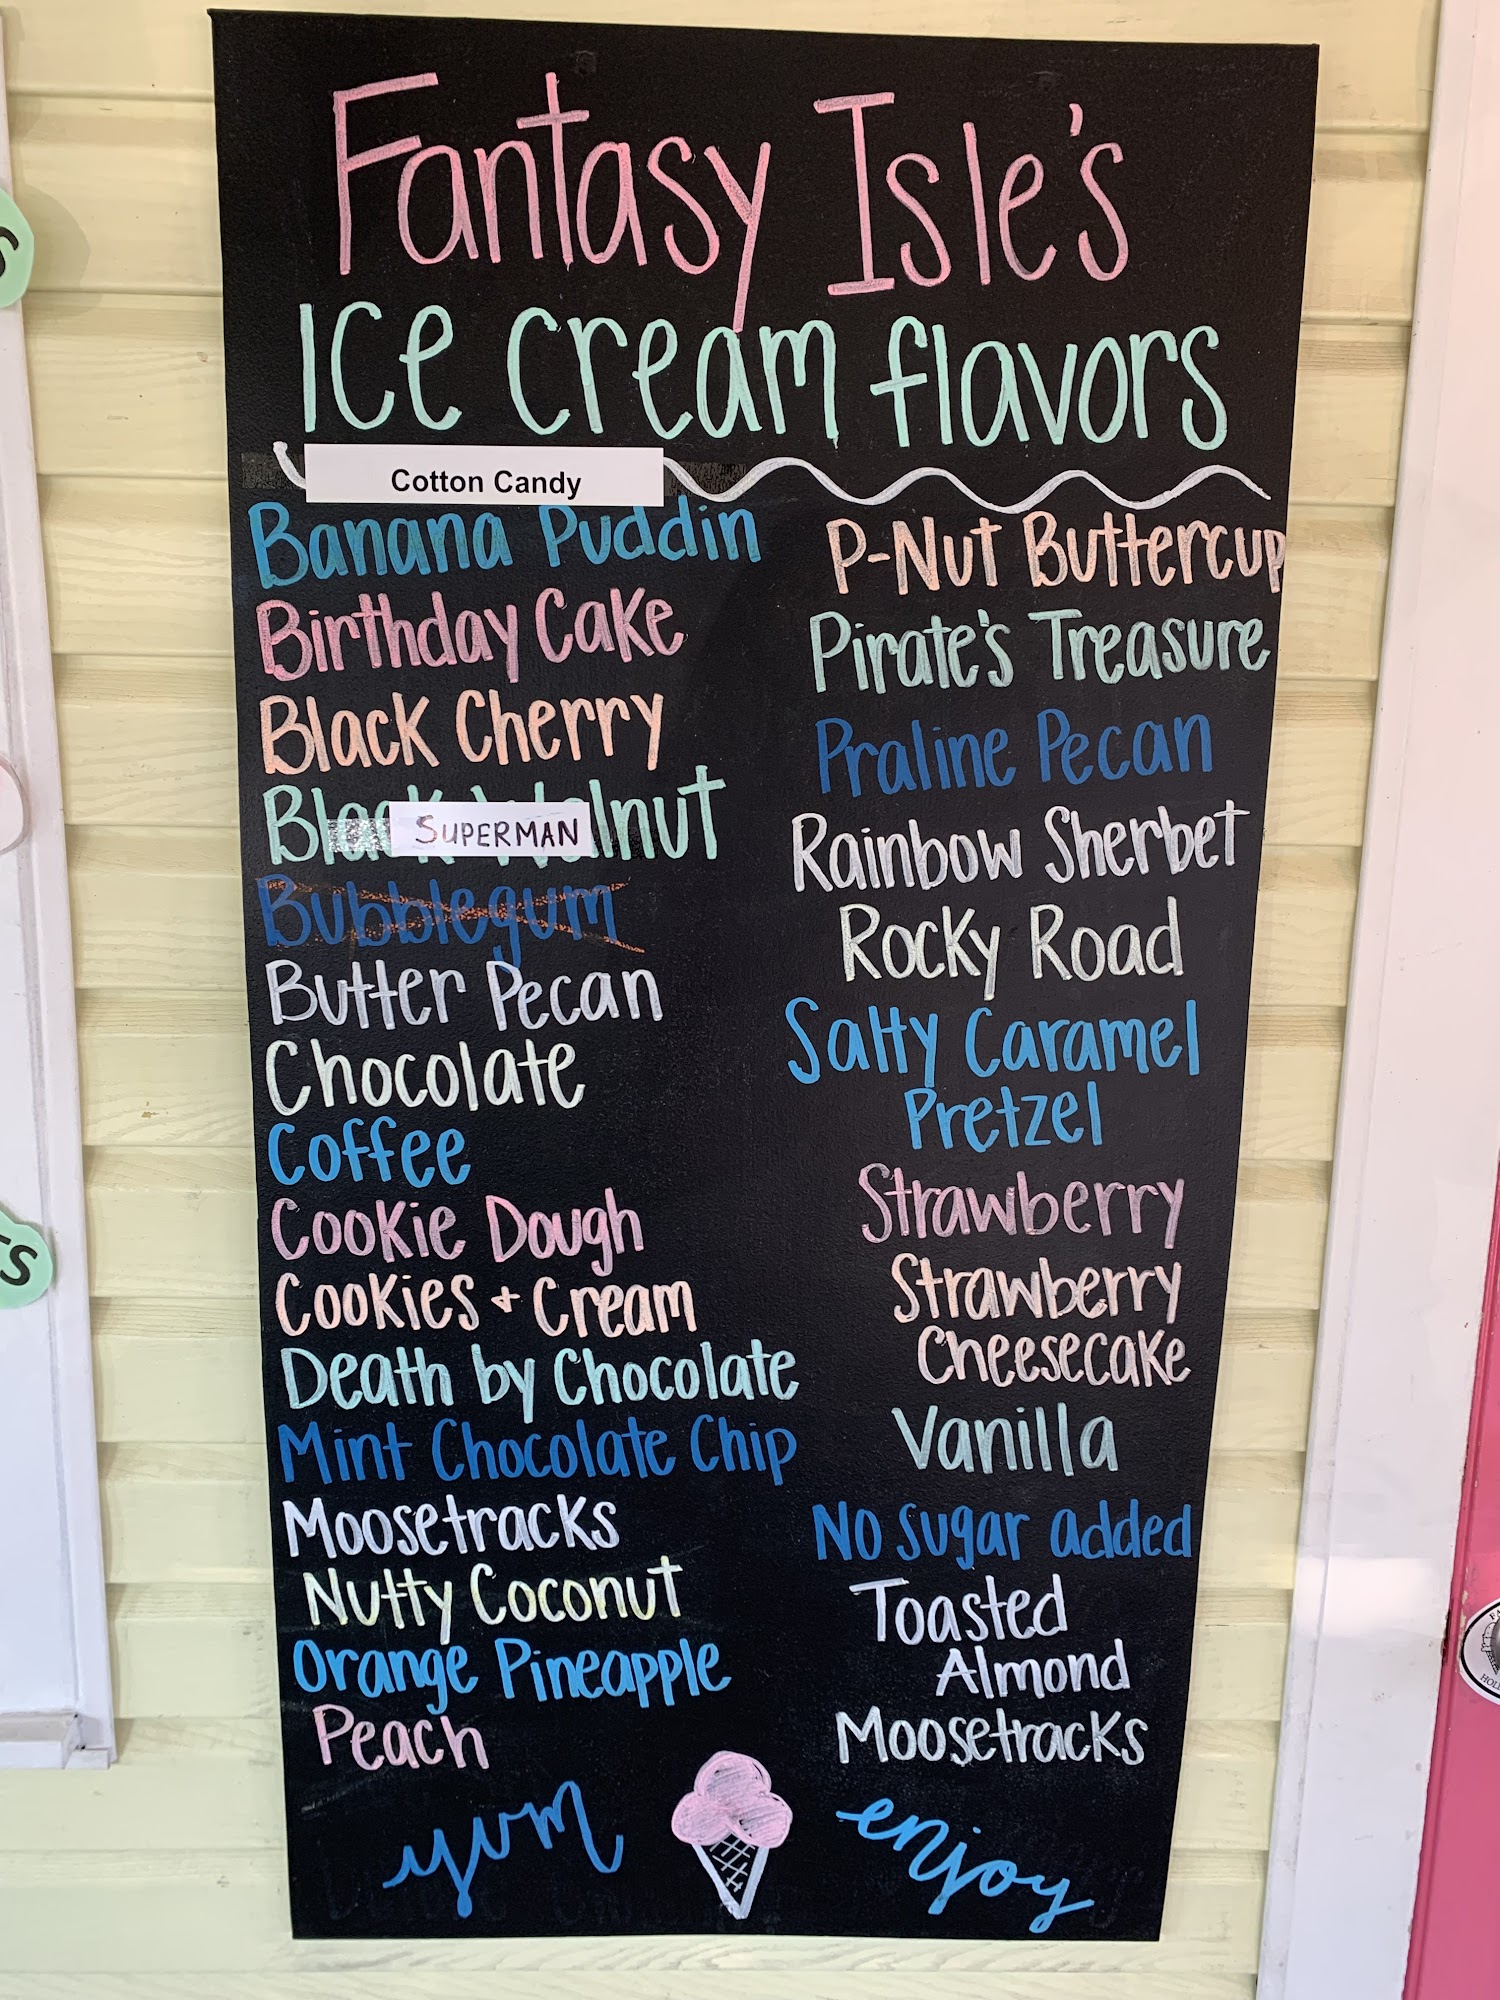 Fantasy Isle's
Ice cream flavors
Cotton Candy
Banana Puddin
Birthday Cake
Black Cherry
Black Walnut
SUPERMAN
Bubblegum
Butter Pecan
Chocolate
Coffee
Cookie Dough
Cookies + Cream
Death by Chocolate
Mint Chocolate Chip
Moosetracks
Nutty Coconut
Orange Pineapple
Peach
P-Nut Buttercup
Pirate's Treasure
Praline Pecan
Rainbow Sherbet
Rocky Road
Salty Caramel
Pretzel
Strawberry
Strawberry
Cheesecake
Vanilla
No sugar added
Toasted
Almond
Moosetracks
yum
enjoy